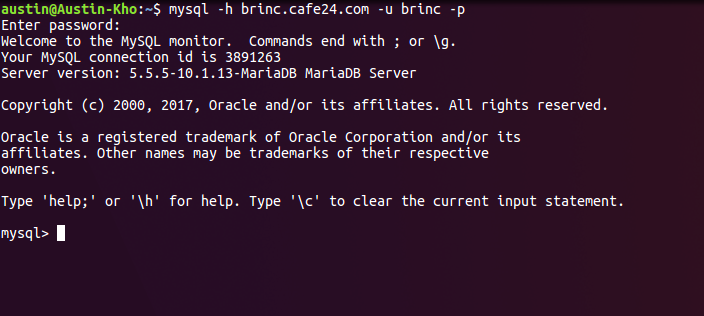 austin@Austin-Kho:~$ mysql -h brinc.cafe24.com -u brinc -p
Enter password:
Welcome to the MySQL monitor.  Commands end with ; or \g.
Your MySQL connection id is 3891263
Server version: 5.5.5-10.1.13-MariaDB MariaDB Server

Copyright (c) 2000, 2017, Oracle and/or its affiliates. All rights reserved.

Oracle is a registered trademark of Oracle Corporation and/or its
affiliates. Other names may be trademarks of their respective
owners.

Type 'help;' or '\h' for help. Type '\c' to clear the current input statement.

mysql>